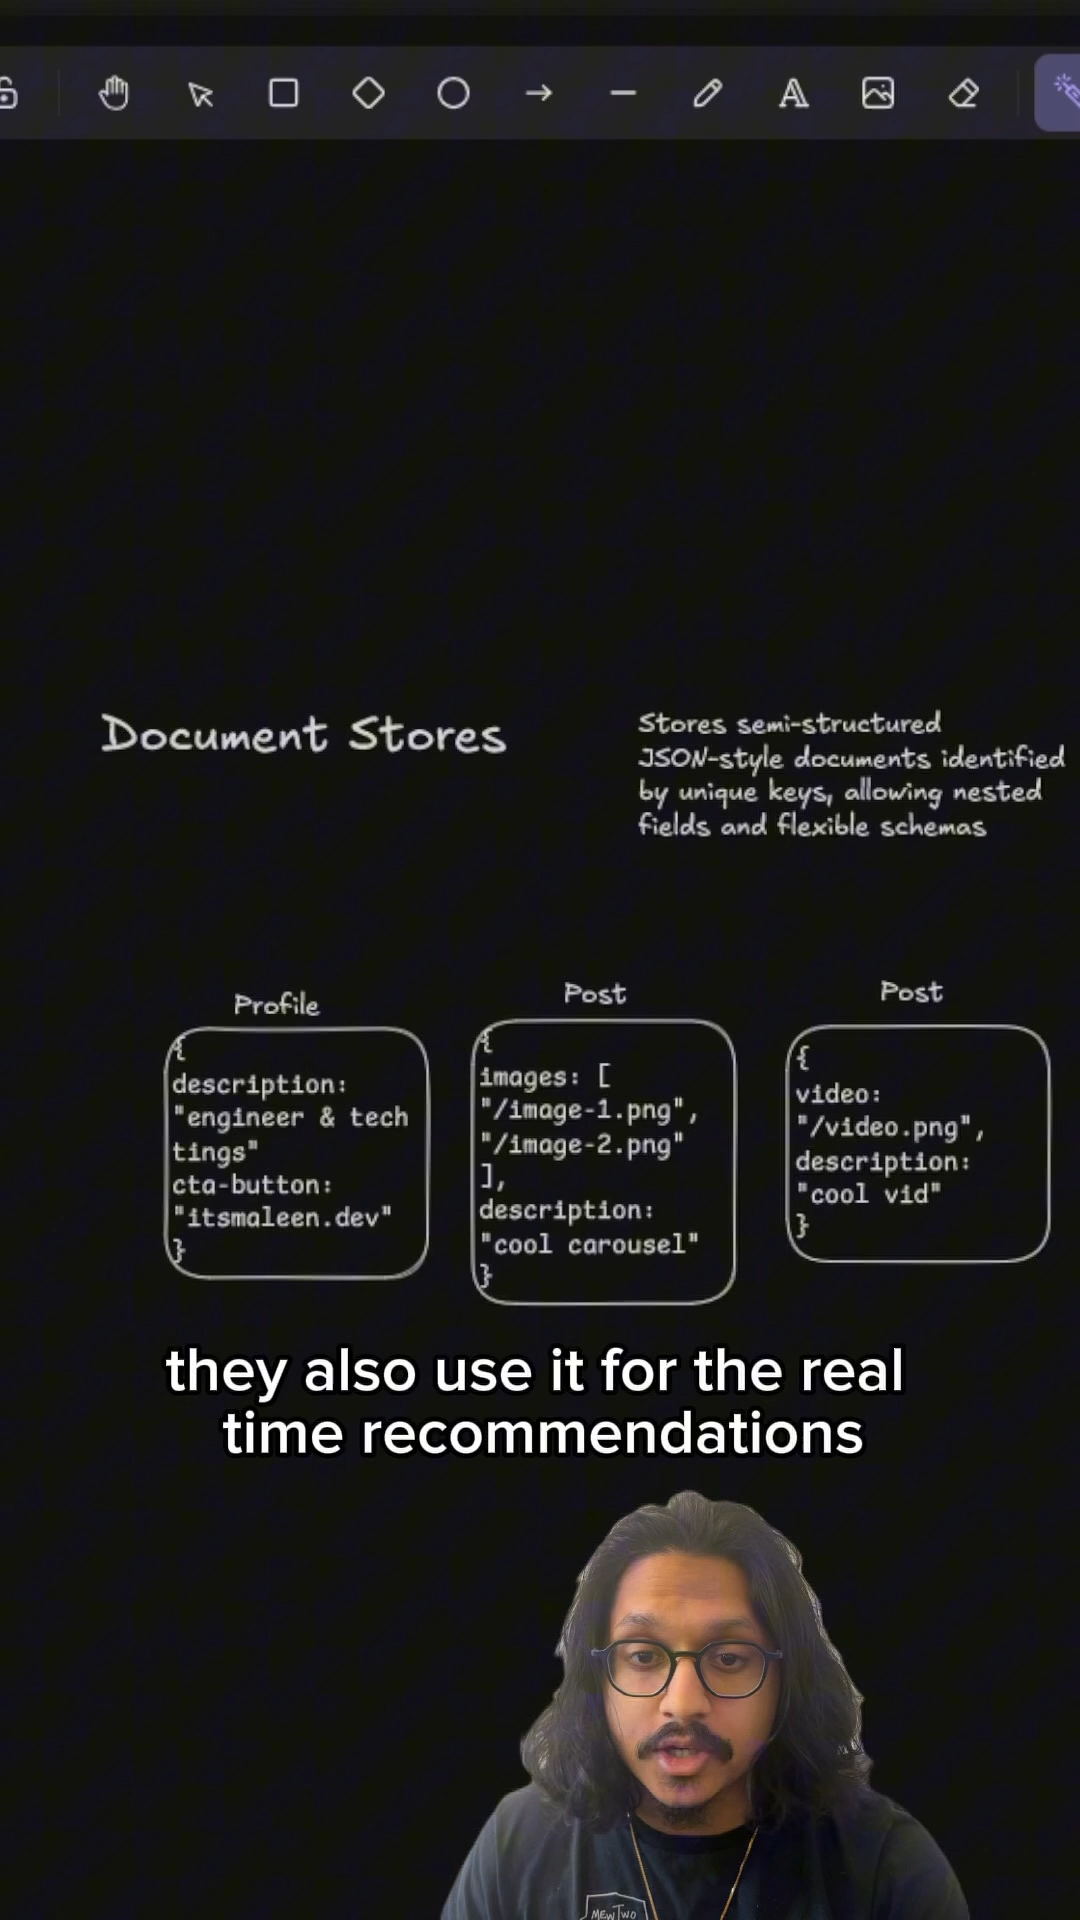 Document Stores
Stores semi-structured
JSON-style documents identified
by unique keys, allowing nested
fields and flexible schemas
Profile
{
description:
"engineer & tech
tings"
cta-button:
"itsmaleen.dev"
}
Post
{
images: [
"/image-1.png",
"/image-2.png"
],
description:
"cool carousel"
}
Post
{
video:
"/video.png",
description:
"cool vid"
}
they also use it for the real
time recommendations
MEWTWO